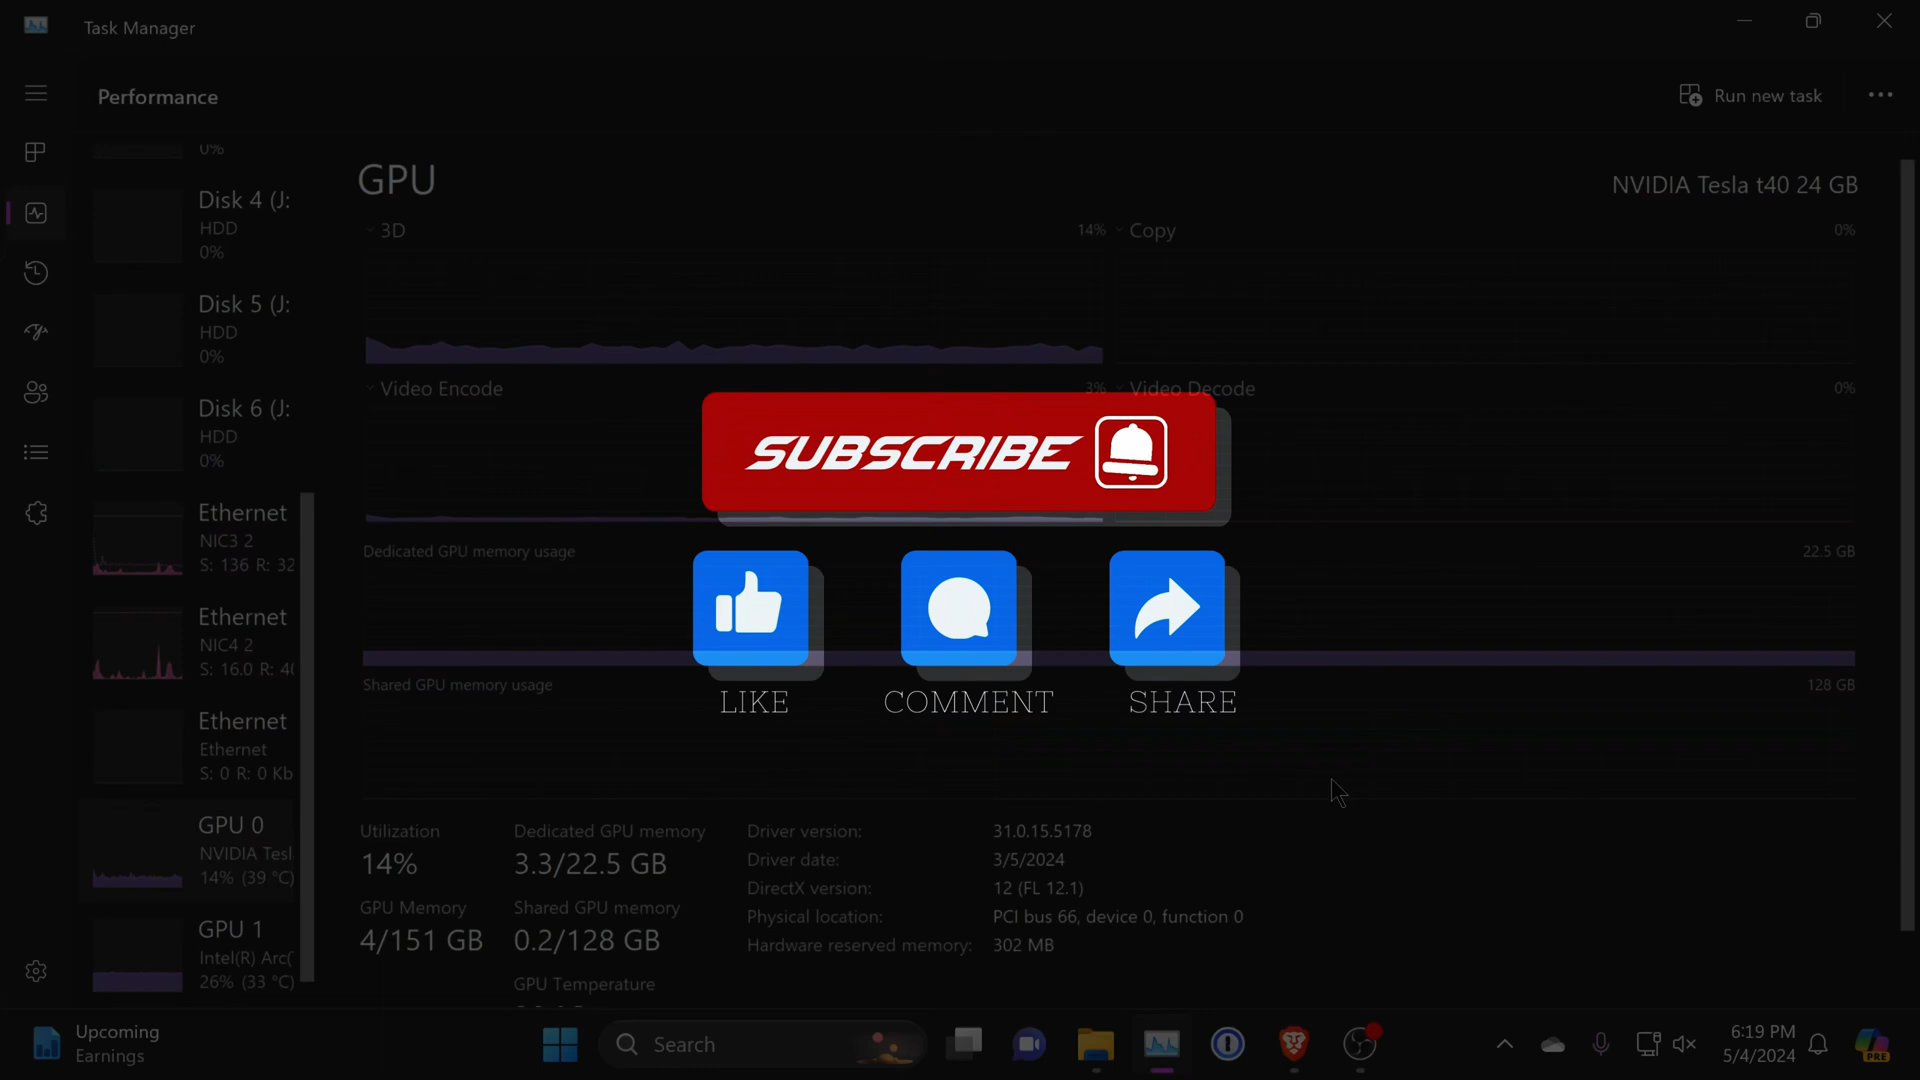 Task Manager
Performance
Run new task
0%
Disk 4 (J:
HDD
0%
Disk 5 (J:
HDD
0%
Disk 6 (J:
HDD
0%
Ethernet
NIC3 2
S: 136 R: 32
Ethernet
NIC4 2
S: 16.0 R: 40
Ethernet
Ethernet
S: 0 R: 0 Kb
GPU 0
NVIDIA Tesl
14% (39 °C)
GPU 1
Intel(R) Arc(
26% (33 °C)
GPU
NVIDIA Tesla t40 24 GB
3D 14%
Copy 0%
Video Encode 3%
Video Decode 0%
SUBSCRIBE
Dedicated GPU memory usage 22.5 GB
Shared GPU memory usage 128 GB
LIKE COMMENT SHARE
Utilization
14%
Dedicated GPU memory
3.3/22.5 GB
GPU Memory
4/151 GB
Shared GPU memory
0.2/128 GB
GPU Temperature
Driver version: 31.0.15.5178
Driver date: 3/5/2024
DirectX version: 12 (FL 12.1)
Physical location: PCI bus 66, device 0, function 0
Hardware reserved memory: 302 MB
Upcoming
Earnings
Search
6:19 PM
5/4/2024
PRE